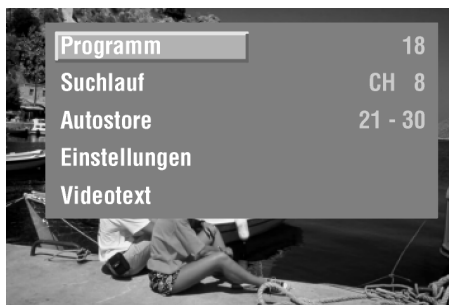 Programm 18
Suchlauf CH 8
Autostore 21 - 30
Einstellungen
Videotext